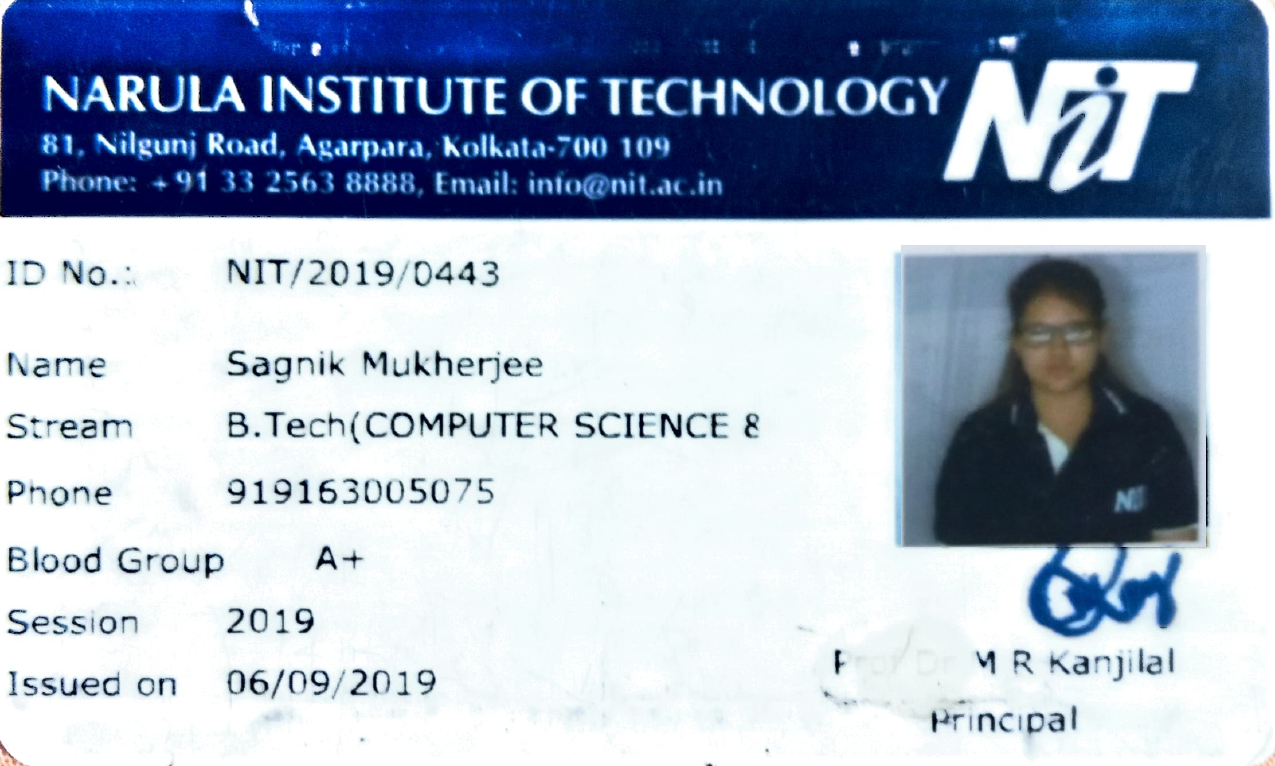 NARULA INSTITUTE OF TECHNOLOGY
NiT
81, Nilgunj Road, Agarpara, Kolkata-700 109
Phone: +91 33 2563 8888, Email: info@nit.ac.in
ID No.: NIT/2019/0443
Name Sagnik Mukherjee
Stream B.Tech(COMPUTER SCIENCE &
Phone 919163005075
Blood Group A+
Session 2019
Issued on 06/09/2019
NIT
Prof Dr M R Kanjilal
Principal